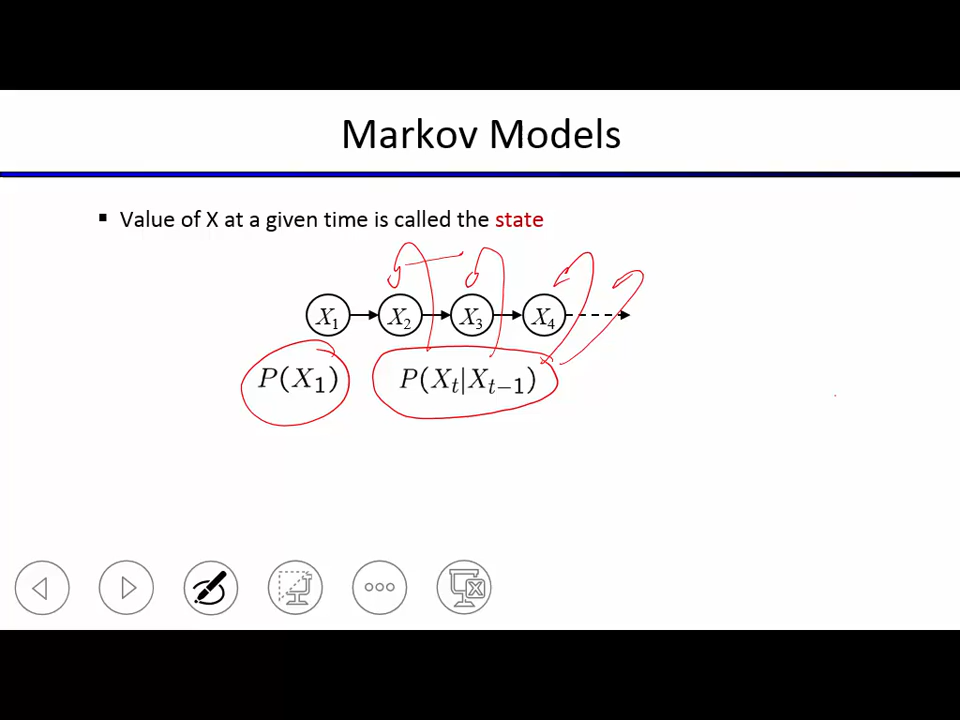 Markov Models
▪ Value of X at a given time is called the state
X₁ X₂ X₃ X₄
P(X₁) P(Xₜ|Xₜ₋₁)